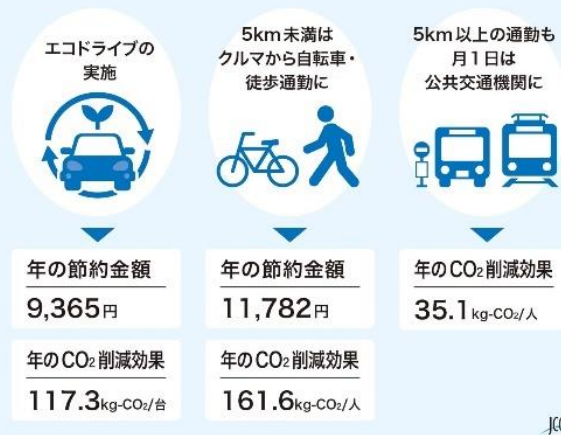 エコドライブの
実施
年の節約金額
9,365円
年のCO₂削減効果
117.3kg-CO₂/台
5km未満は
クルマから自転車・
徒歩通勤に
年の節約金額
11,782円
年のCO₂削減効果
161.6kg-CO₂/人
5km以上の通勤も
月1日は
公共交通機関に
年のCO₂削減効果
35.1kg-CO₂/人